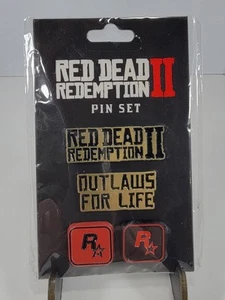 RED DEAD
REDEMPTION II
PIN SET
RED DEAD
REDEMPTION II
OUTLAWS
FOR LIFE
R
R